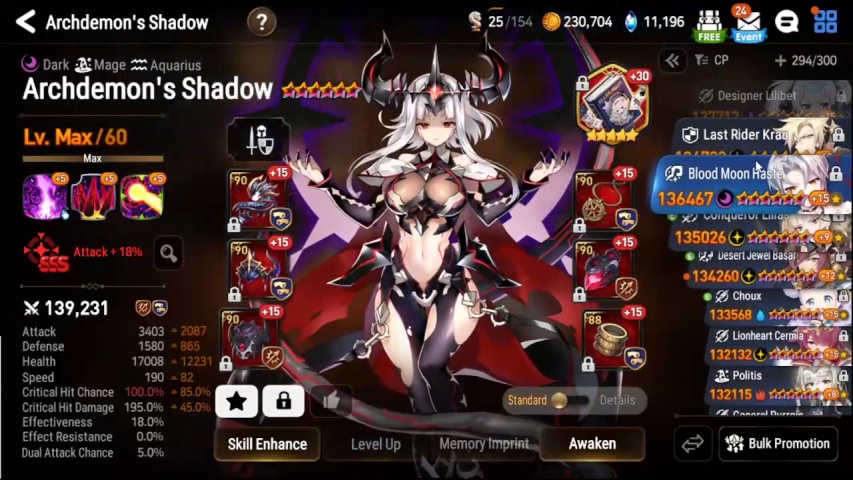 Archdemon's Shadow
?
25/154
230,704
11,196
FREE
24
Event
Dark Mage Aquarius
Archdemon's Shadow
Lv. Max/60
Max
+5
+5
+5
SSS
Attack + 18%
139,231
Attack 3403 2087
Defense 1580 865
Health 17008 12231
Speed 190 82
Critical Hit Chance 100.0% 85.0%
Critical Hit Damage 195.0% 45.0%
Effectiveness 18.0%
Effect Resistance 0.0%
Dual Attack Chance 5.0%
90 +15
90 +15
90 +15
+30
+15
90 +15
88 +15
Standard
Details
Skill Enhance
Level Up
Memory Imprint
Awaken
CP
294/300
Designer Lilibet
Last Rider Krau
Blood Moon Haste
136467
+15
135026
+9
Desert Jewel Basar
134260
+12
Choux
133568
+15
Lionheart Cermia
132132
+15
Politis
132115
+8
Bulk Promotion